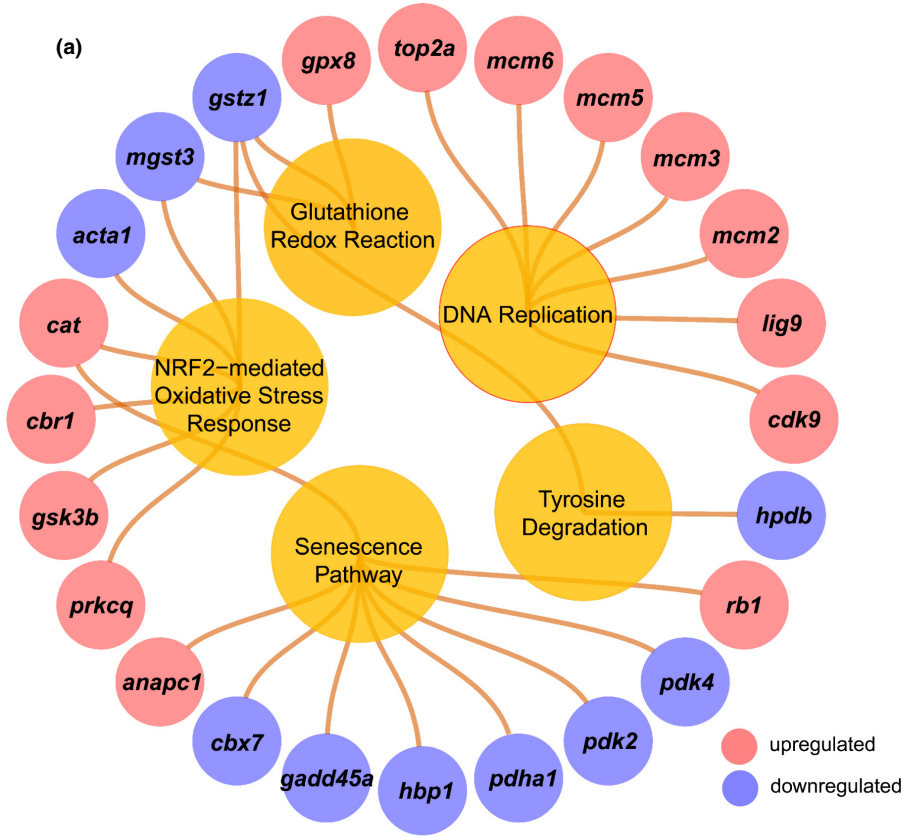 (a)
gpx8
top2a
mcm6
gstz1
mcm5
mgst3
mcm3
acta1
Glutathione
Redox Reaction
mcm2
cat
DNA Replication
lig9
NRF2−mediated
Oxidative Stress
Response
cbr1
cdk9
gsk3b
Tyrosine
Degradation
hpdb
Senescence
Pathway
prkcq
rb1
anapc1
pdk4
cbx7
pdk2
gadd45a
hbp1
pdha1
upregulated
downregulated